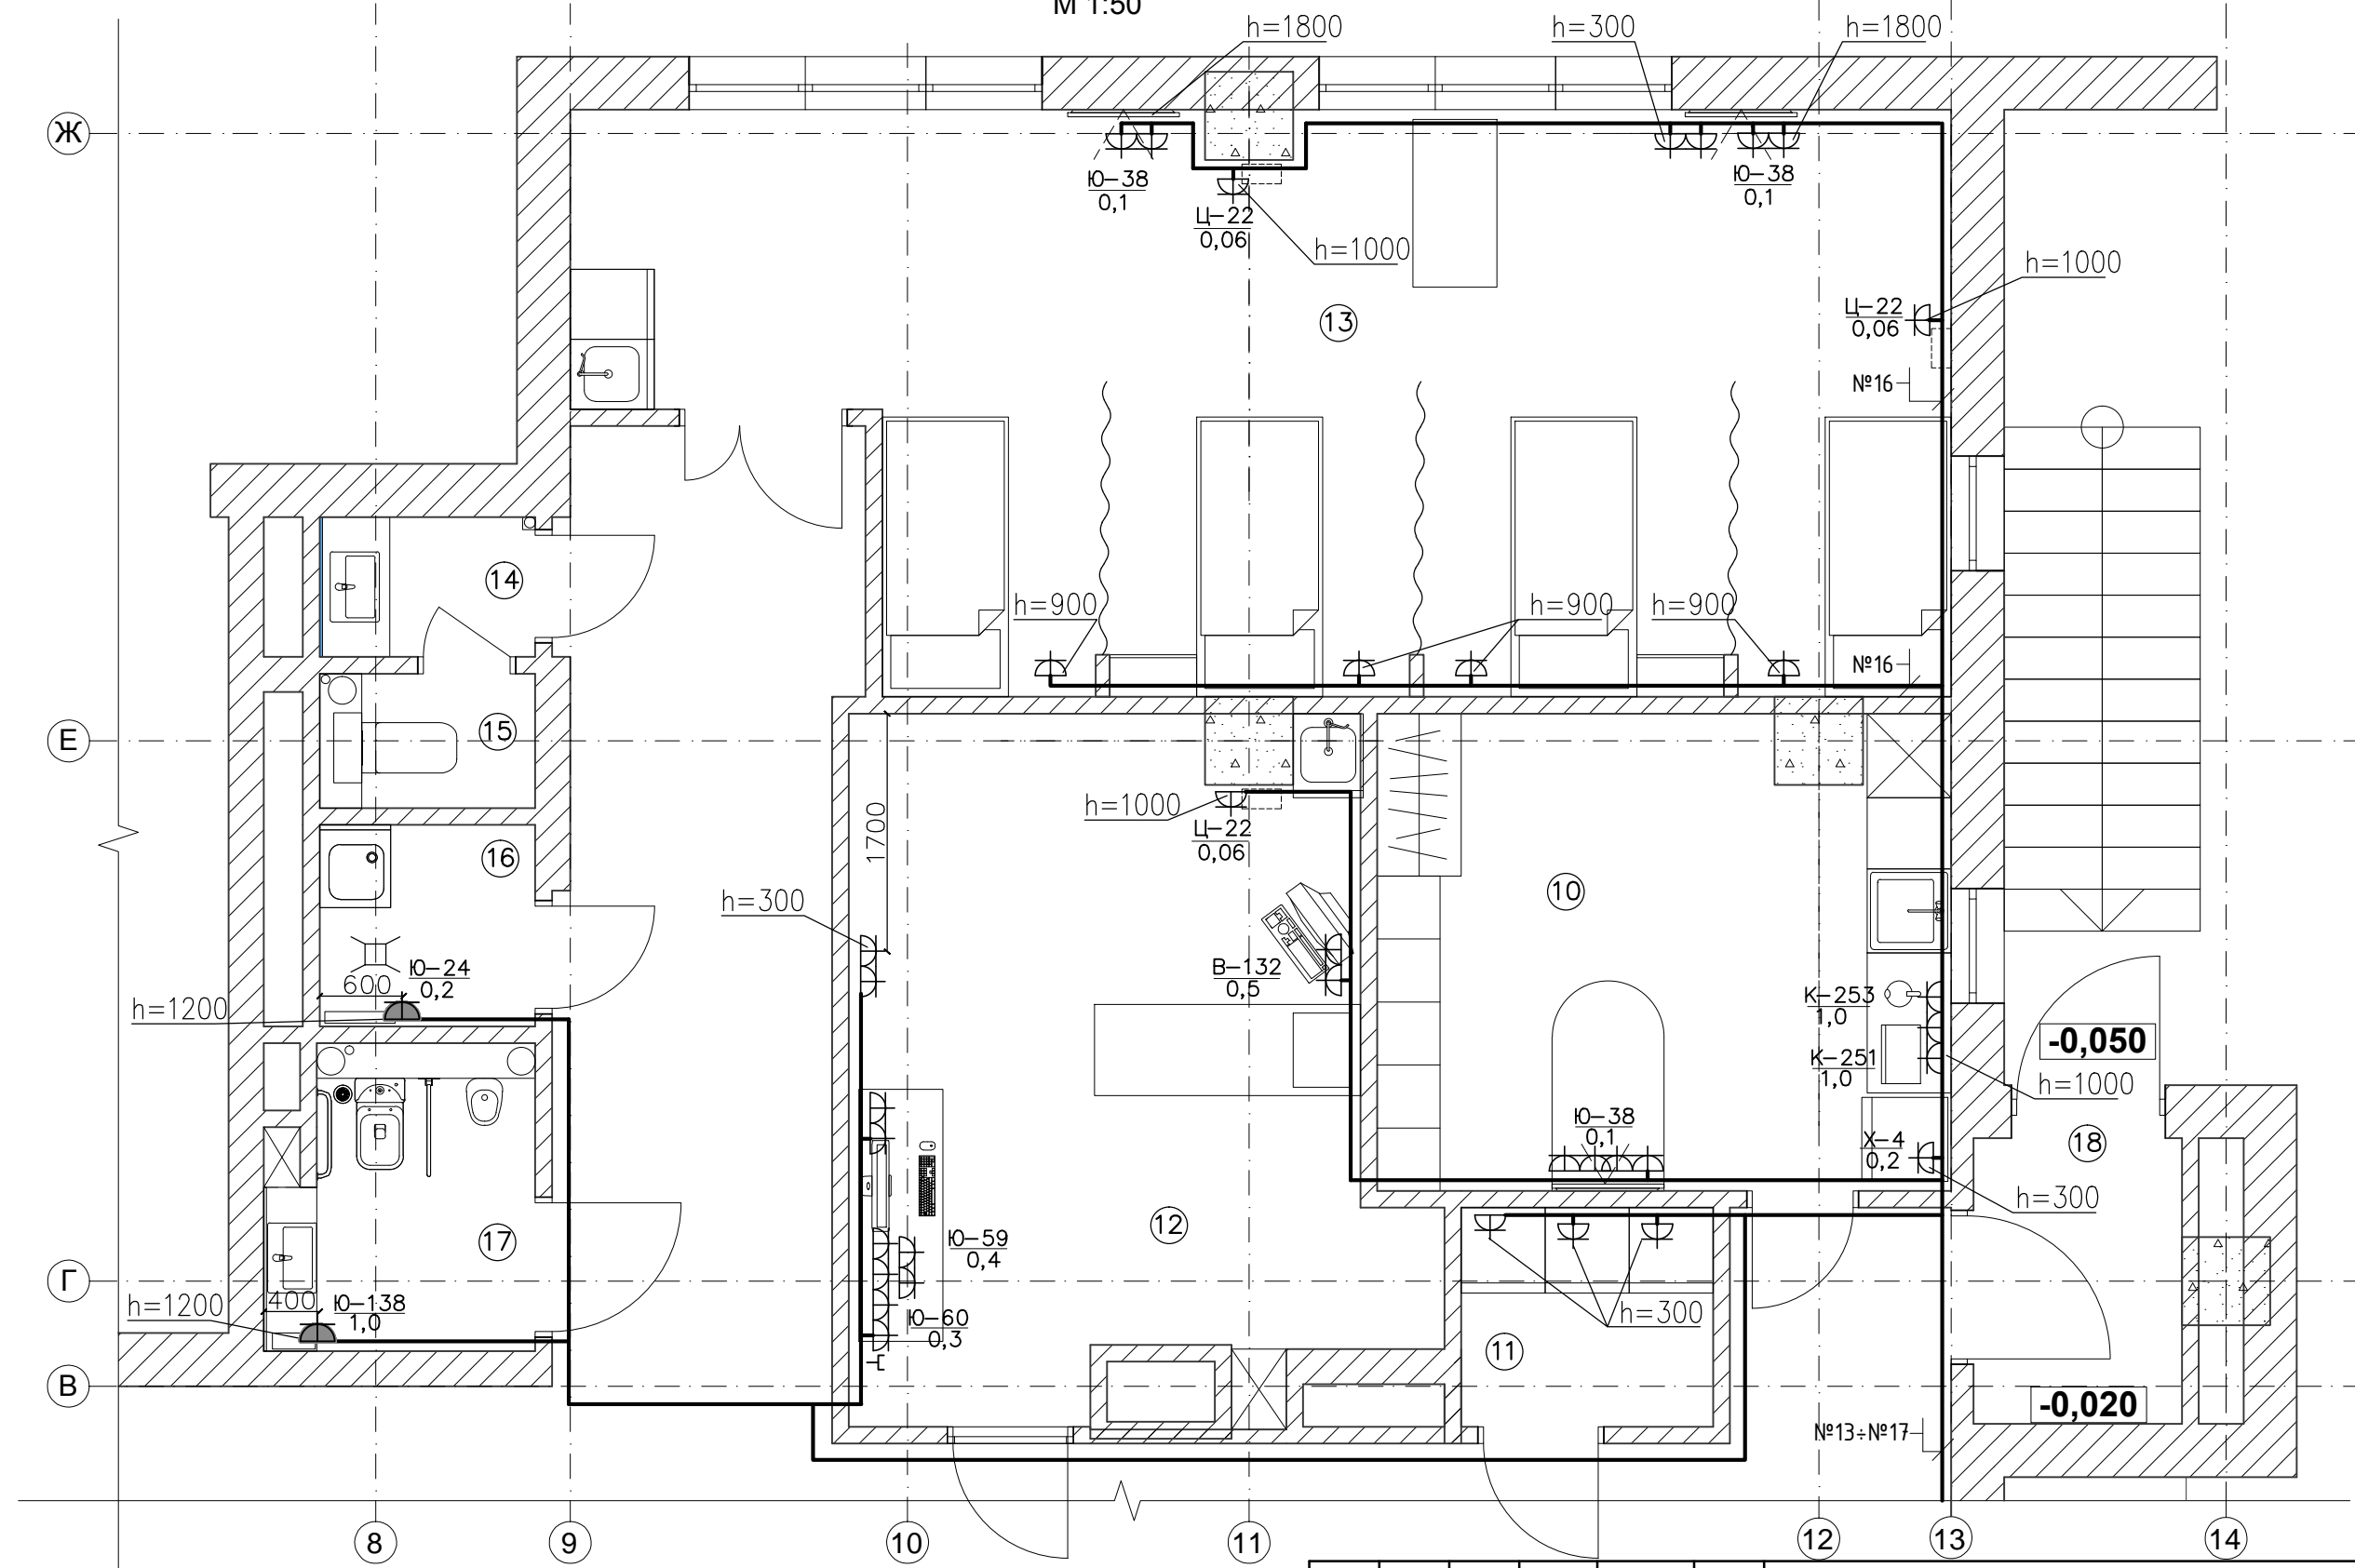 М 1:50
h=1800
h=300
h=1800
Ж
Ю-38
0,1
Ю-38
0,1
Ц-22
0,06
h=1000
h=1000
Ц-22
0,06
13
№16
14
h=900
h=900
h=900
№16
15
Е
h=1000
1700
Ц-22
0,06
16
10
h=300
Ю-24
0,2
600
h=1200
В-132
0,5
К-253
1,0
-0,050
К-251
1,0
h=1000
Ю-38
0,1
Х-4
0,2
18
h=300
12
17
Ю-59
0,4
Г
400
h=1200
Ю-138
1,0
Ю-60
0,3
h=300
11
В
-0,020
№13÷№17
8
9
10
11
12
13
14